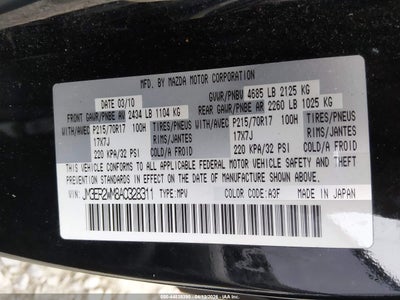 MFD. BY MAZDA MOTOR CORPORATION
DATE 03/10 GVWR/PNBV 4685 LB 2125 KG
FRONT GAWR/PNBE AV 2434 LB 1104 KG REAR GAWR/PNBE AR 2260 LB 1025 KG
WITH/AVEC P215/70R17 100H TIRES/PNEUS WITH/AVEC P215/70R17 100H TIRES/PNEUS
17X7J RIMS/JANTES 17X7J RIMS/JANTES
220 KPA/32 PSI COLD/A FROID 220 KPA/32 PSI COLD/A FROID
THIS VEHICLE CONFORMS TO ALL APPLICABLE FEDERAL MOTOR VEHICLE SAFETY AND THEFT
PREVENTION STANDARDS IN EFFECT ON THE DATE OF MANUFACTURE SHOWN ABOVE.
VIN: JM3ER2WM8A0328311 TYPE: MPV COLOR CODE: A3F MADE IN JAPAN